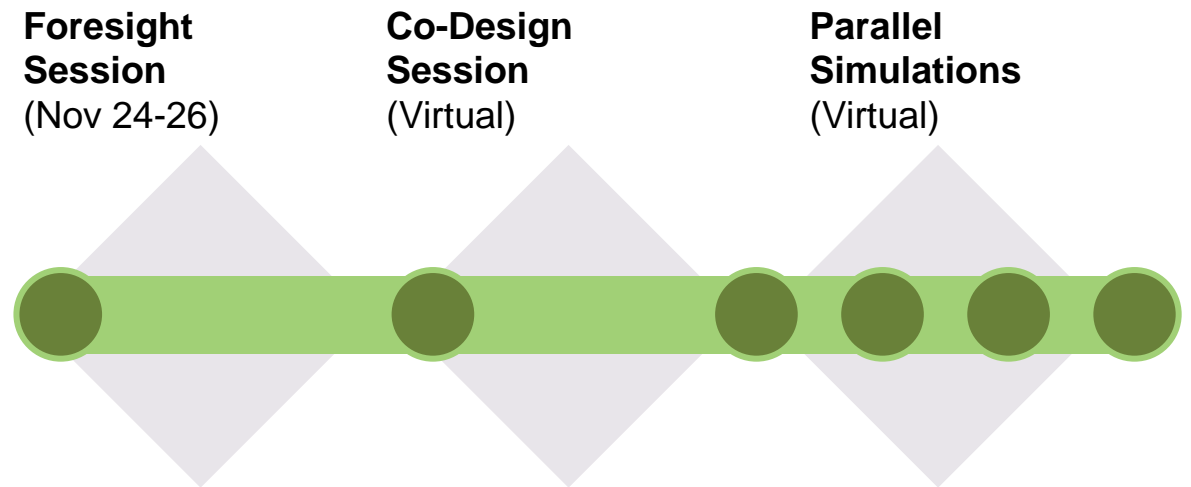 Foresight
Session
(Nov 24-26)
Co-Design
Session
(Virtual)
Parallel
Simulations
(Virtual)